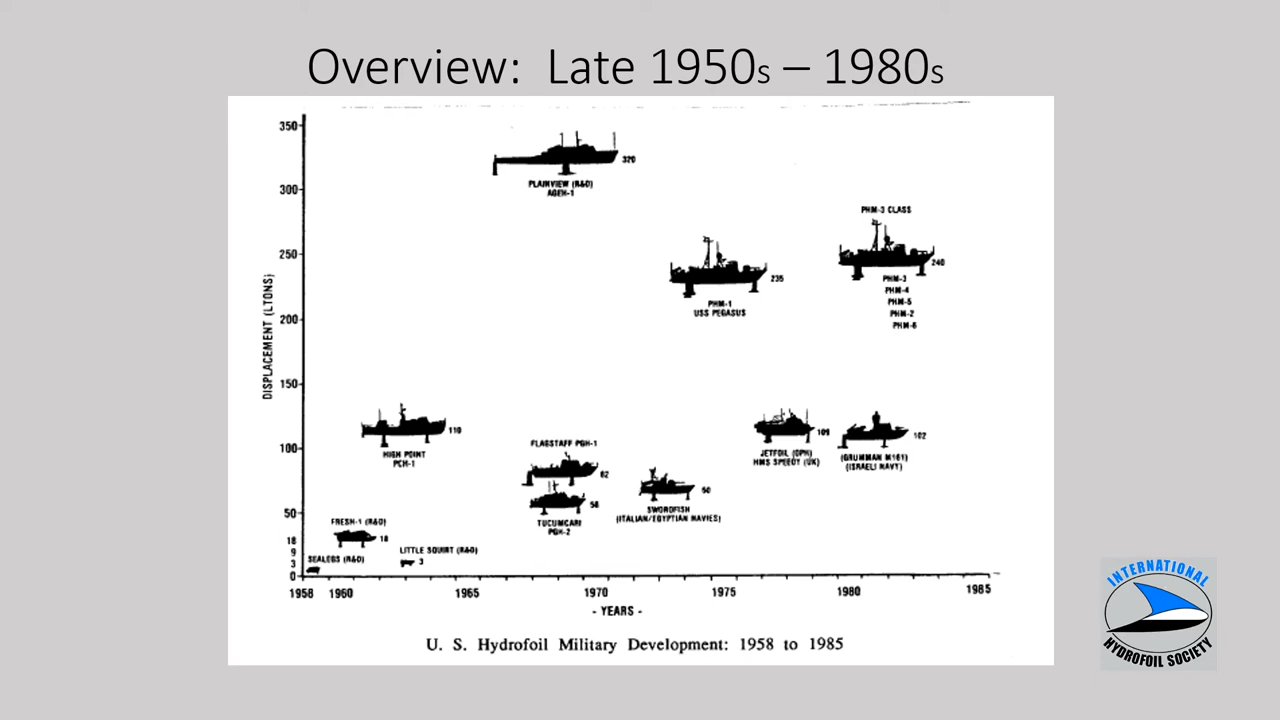 Overview: Late 1950s – 1980s
350
300
250
200
150
100
50
18
9
3
0
DISPLACEMENT (LTONS)
320
PLAINVIEW (R&D)
AGEH-1
PHM-3 CLASS
240
PHM-3
PHM-4
PHM-5
PHM-2
PHM-6
235
PHM-1
USS PEGASUS
110
HIGH POINT
PCH-1
FLAGSTAFF PGH-1
58
TUCUMCARI
PGH-2
SWORDFISH
(ITALIAN/EGYPTIAN NAVIES)
109
JETFOIL (DPH)
HMS SPEEDY (UK)
102
(GRUMMAN M161)
(ISRAELI NAVY)
FRESH-1 (R&D)
18
LITTLE SQUIRT (R&D)
3
SEALEGS (R&D)
1958 1960 1965 1970 1975 1980 1985
- YEARS -
U. S. Hydrofoil Military Development: 1958 to 1985
INTERNATIONAL
HYDROFOIL SOCIETY